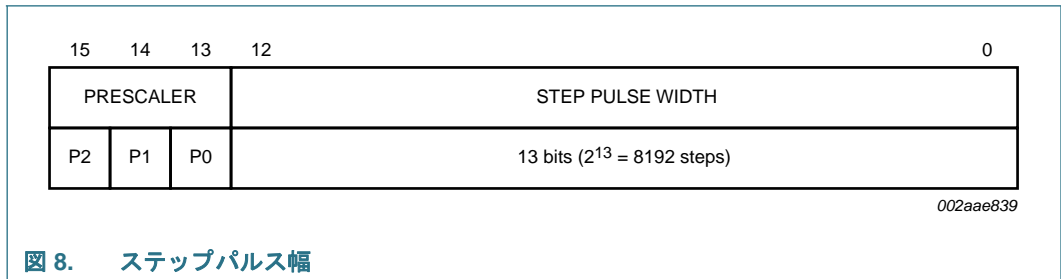 15 14 13 12 0
PRESCALER STEP PULSE WIDTH
P2 P1 P0 13 bits (2¹³ = 8192 steps)
002aae839
図 8. ステップパルス幅